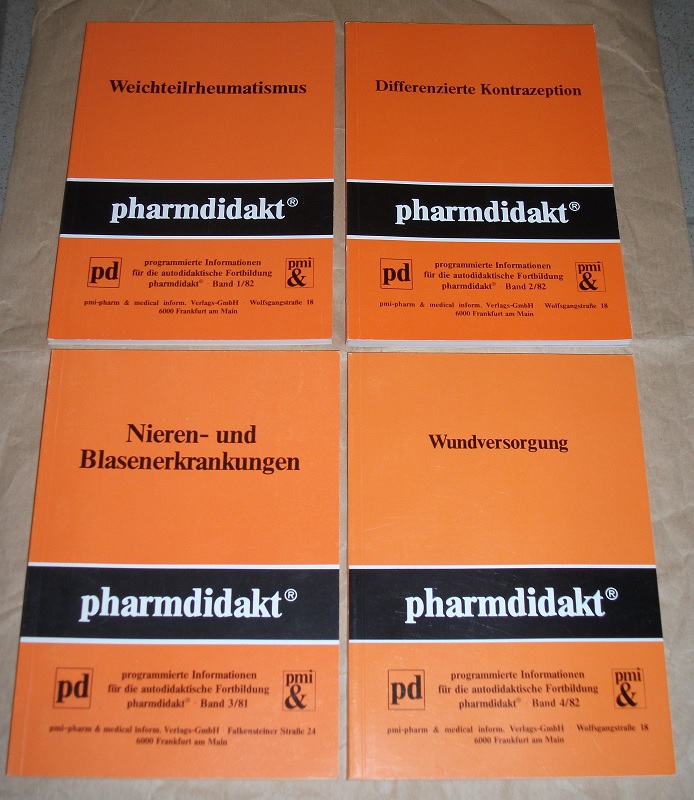 Weichteilrheumatismus
pharmdidakt®
pd
programmierte Informationen
für die autodidaktische Fortbildung
pharmdidakt® · Band 1/82
pmi
&
pmi-pharm & medical inform. Verlags-GmbH · Wolfsgangstraße 18
6000 Frankfurt am Main
Differenzierte Kontrazeption
pharmdidakt®
pd
programmierte Informationen
für die autodidaktische Fortbildung
pharmdidakt® · Band 2/82
pmi
&
pmi-pharm & medical inform. Verlags-GmbH · Wolfsgangstraße 18
6000 Frankfurt am Main
Nieren- und
Blasenerkrankungen
pharmdidakt®
pd
programmierte Informationen
für die autodidaktische Fortbildung
pharmdidakt® · Band 3/81
pmi
&
pmi-pharm & medical inform. Verlags-GmbH · Falkensteiner Straße 24
6000 Frankfurt am Main
Wundversorgung
pharmdidakt®
pd
programmierte Informationen
für die autodidaktische Fortbildung
pharmdidakt® · Band 4/82
pmi
&
pmi-pharm & medical inform. Verlags-GmbH · Wolfsgangstraße 18
6000 Frankfurt am Main